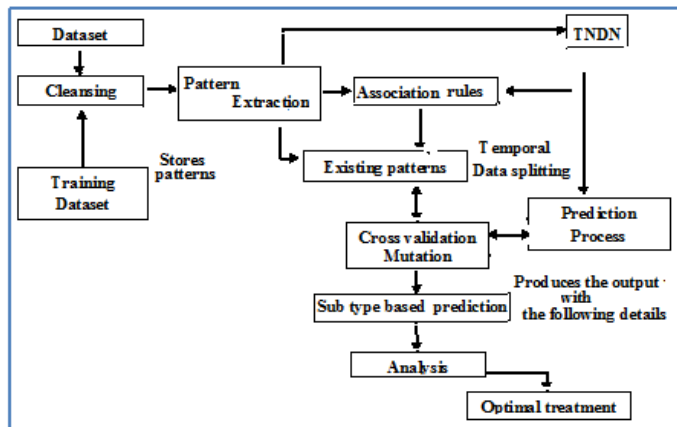 Dataset
TNDN
Cleansing
Pattern
Extraction
Association rules
Stores
patterns
Training
Dataset
Existing patterns
Temporal
Data splitting
Prediction
Process
Cross validation
Mutation
Produces the output
with
the following details
Sub type based prediction
Analysis
Optimal treatment